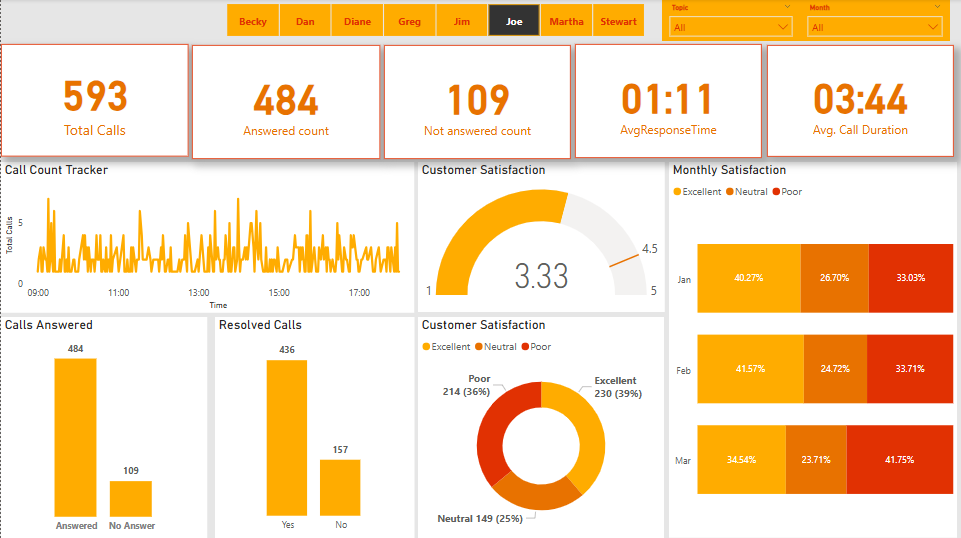 Topic
Month
Becky Dan Diane Greg Jim Joe Martha Stewart
All
All
593
Total Calls
484
Answered count
109
Not answered count
01:11
AvgResponseTime
03:44
Avg. Call Duration
Call Count Tracker
Total Calls
5
0
09:00 11:00 13:00 15:00 17:00
Time
Customer Satisfaction
3.33
1
4.5
5
Monthly Satisfaction
Excellent Neutral Poor
Jan 40.27% 26.70% 33.03%
Feb 41.57% 24.72% 33.71%
Mar 34.54% 23.71% 41.75%
Calls Answered
484
109
Answered No Answer
Resolved Calls
436
157
Yes No
Customer Satisfaction
Excellent Neutral Poor
Poor
214 (36%)
Excellent
230 (39%)
Neutral 149 (25%)